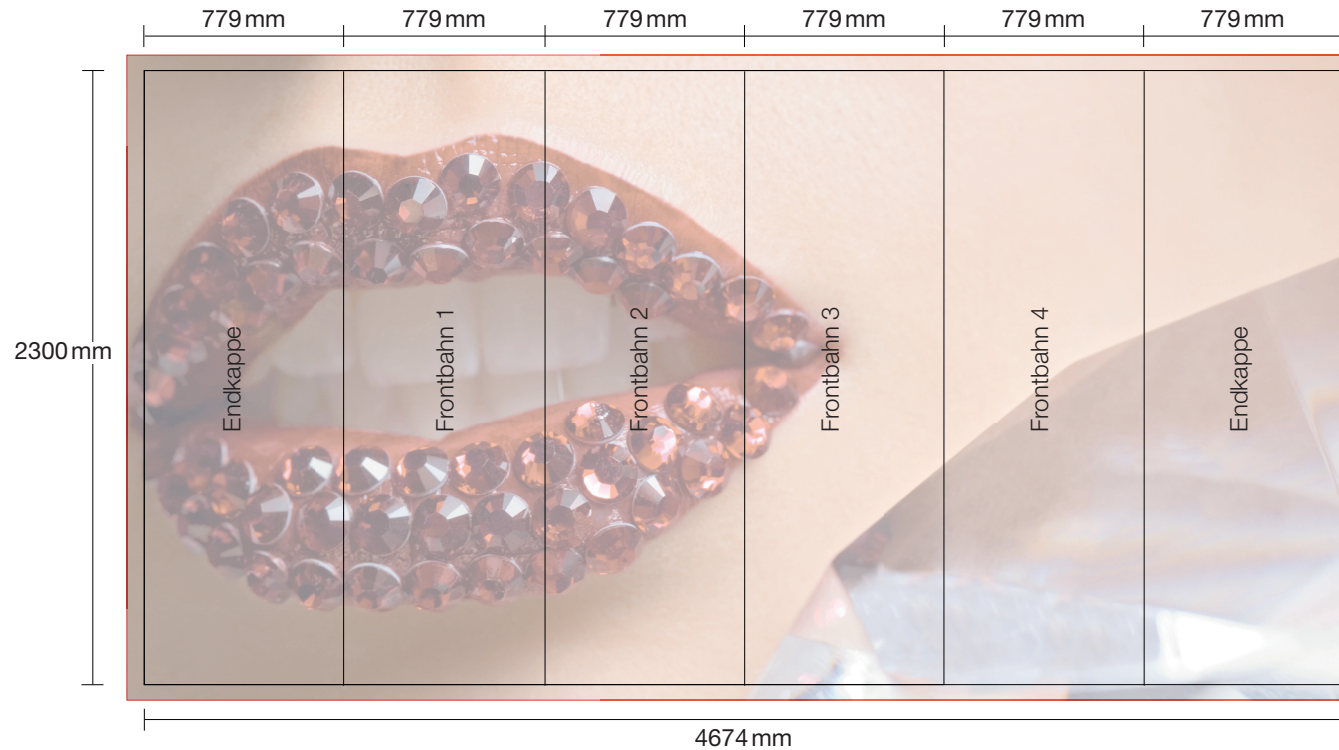 779 mm 779 mm 779 mm 779 mm 779 mm 779 mm
2300 mm
Endkappe
Frontbahn 1
Frontbahn 2
Frontbahn 3
Frontbahn 4
Endkappe
4674 mm